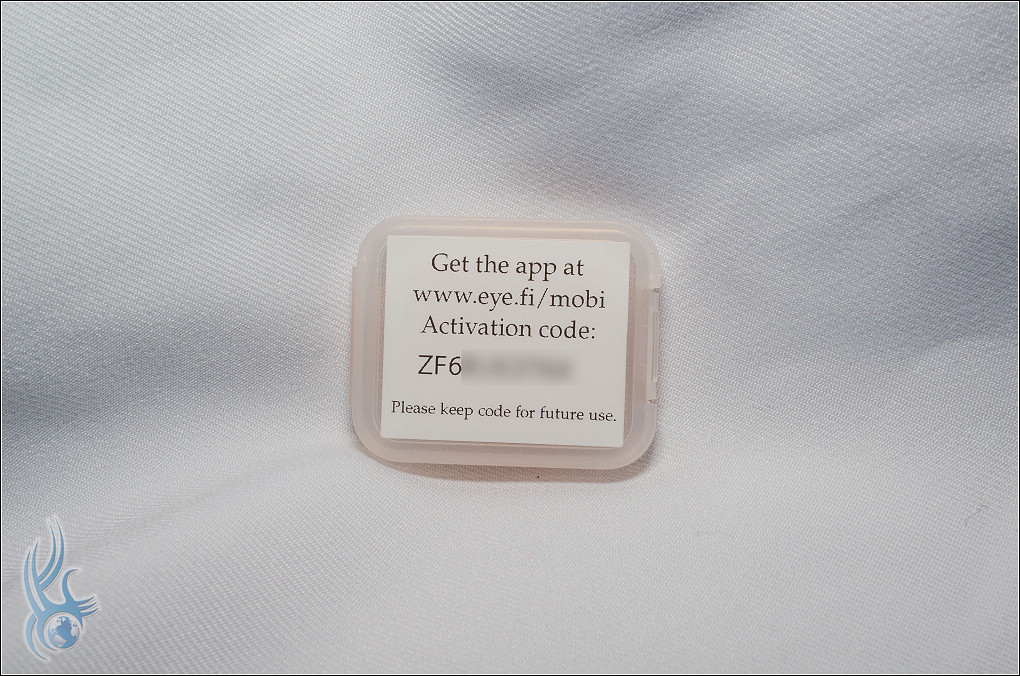 Get the app at
www.eye.fi/mobi
Activation code:
ZF6
Please keep code for future use.